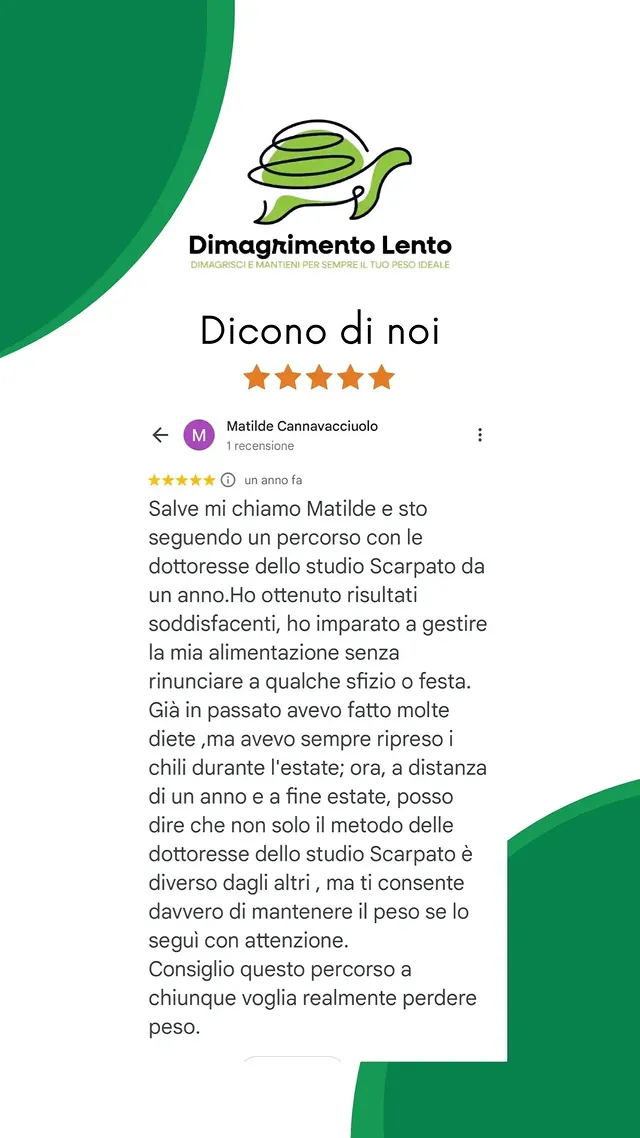 Dimagrimento Lento
DIMAGRISCI E MANTIENI PER SEMPRE IL TUO PESO IDEALE
Dicono di noi
M
Matilde Cannavacciuolo
1 recensione
un anno fa
Salve mi chiamo Matilde e sto
seguendo un percorso con le
dottoresse dello studio Scarpato da
un anno.Ho ottenuto risultati
soddisfacenti, ho imparato a gestire
la mia alimentazione senza
rinunciare a qualche sfizio o festa.
Già in passato avevo fatto molte
diete ,ma avevo sempre ripreso i
chili durante l'estate; ora, a distanza
di un anno e a fine estate, posso
dire che non solo il metodo delle
dottoresse dello studio Scarpato è
diverso dagli altri , ma ti consente
davvero di mantenere il peso se lo
seguì con attenzione.
Consiglio questo percorso a
chiunque voglia realmente perdere
peso.